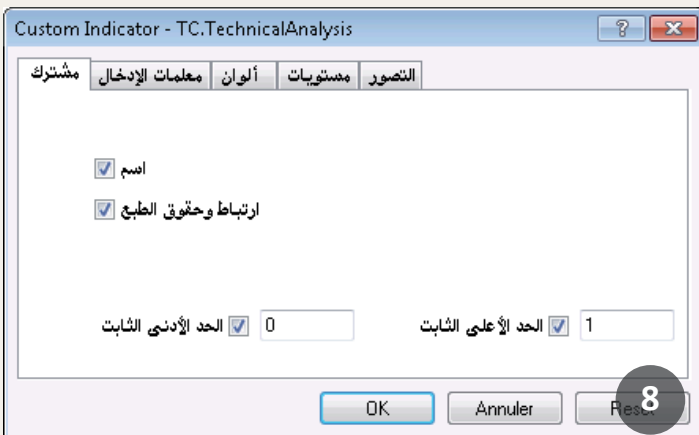 Custom Indicator - TC.TechnicalAnalysis
مشترك معلمات الإدخال ألوان مستويات التصور
اسم
ارتباط وحقوق الطبع
الحد الأدنى الثابت 0 الحد الأعلى الثابت 1
OK Annuler Reset
8